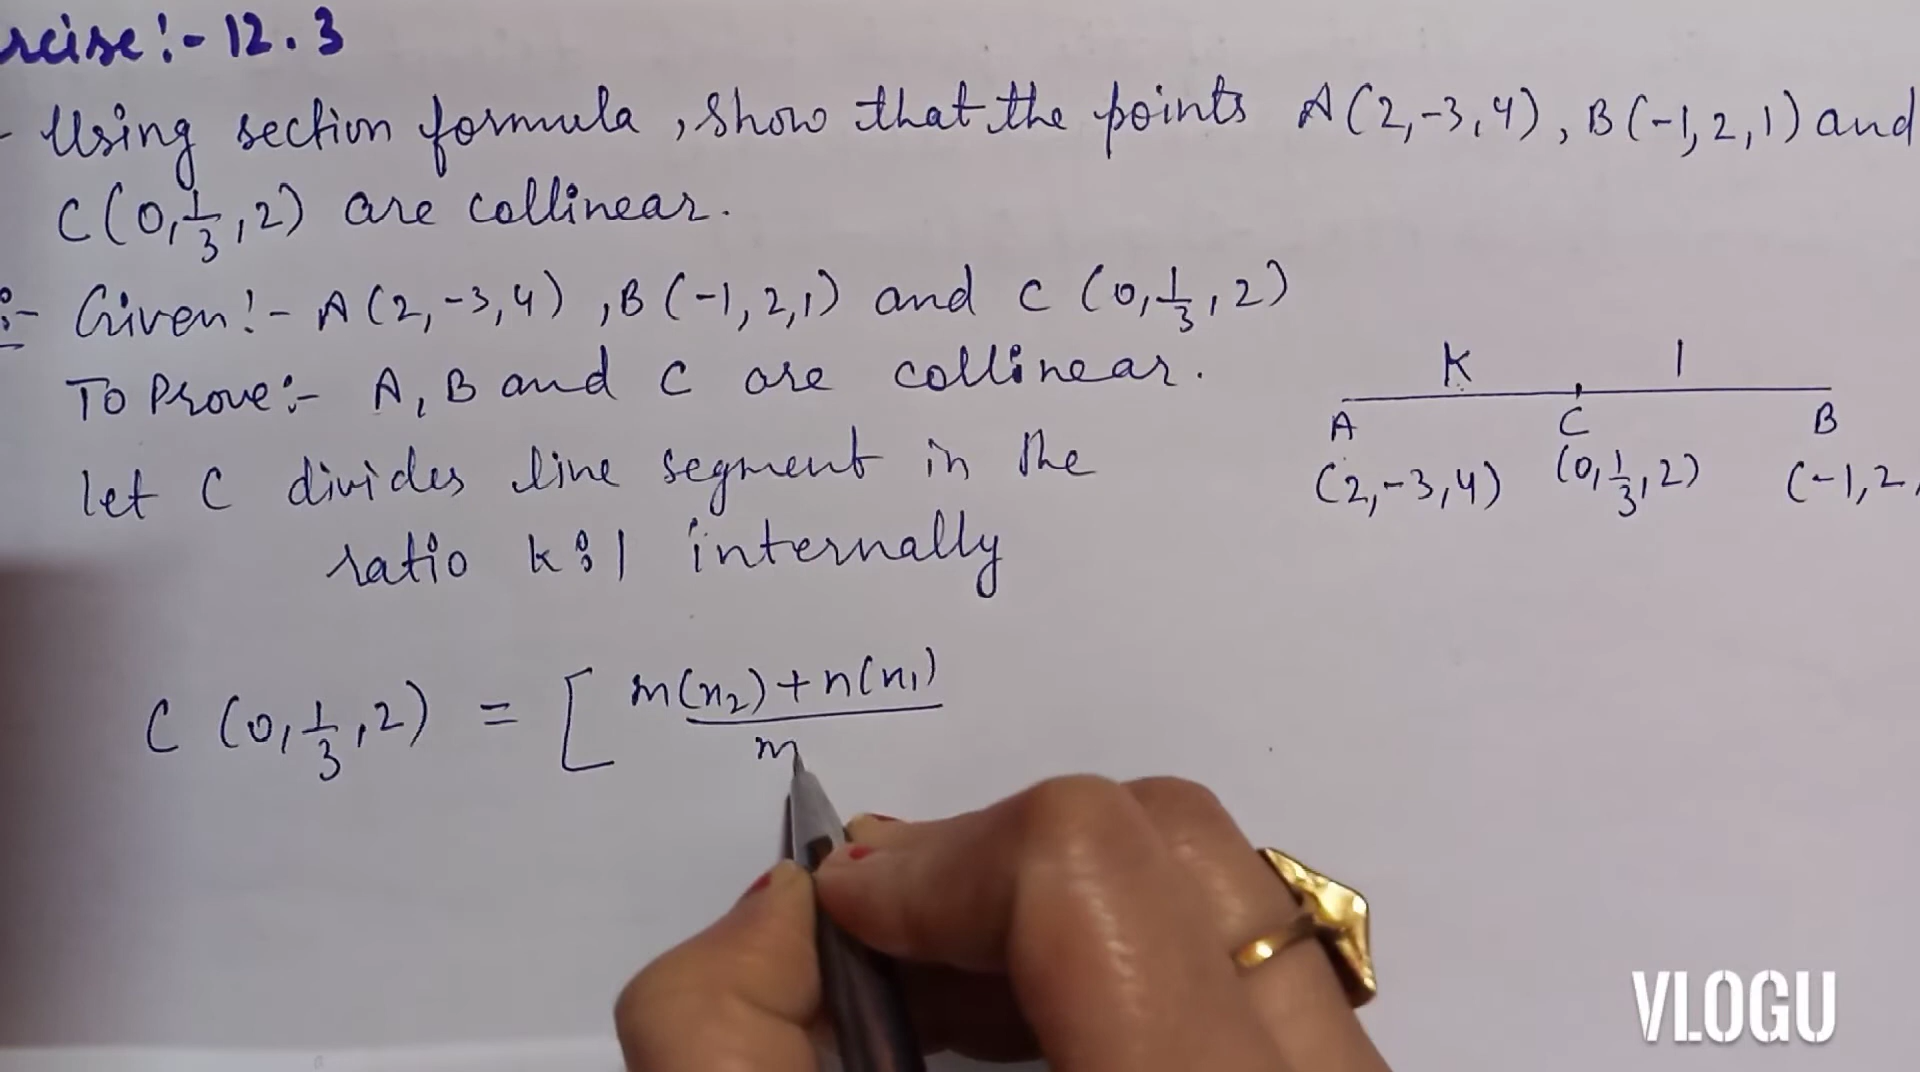 rcise:- 12.3
Using section formula, show that the points A(2,-3,4), B(-1,2,1) and
C(0,1/3,2) are collinear.
:- Given:- A(2,-3,4), B(-1,2,1) and C(0,1/3,2)
To Prove:- A, B and C are collinear.
K 1
A C B
(2,-3,4) (0,1/3,2) (-1,2,
let C divides line segment in the
ratio k:1 internally
C(0,1/3,2) = [ m(x₂)+n(x₁) / m
VLOGU